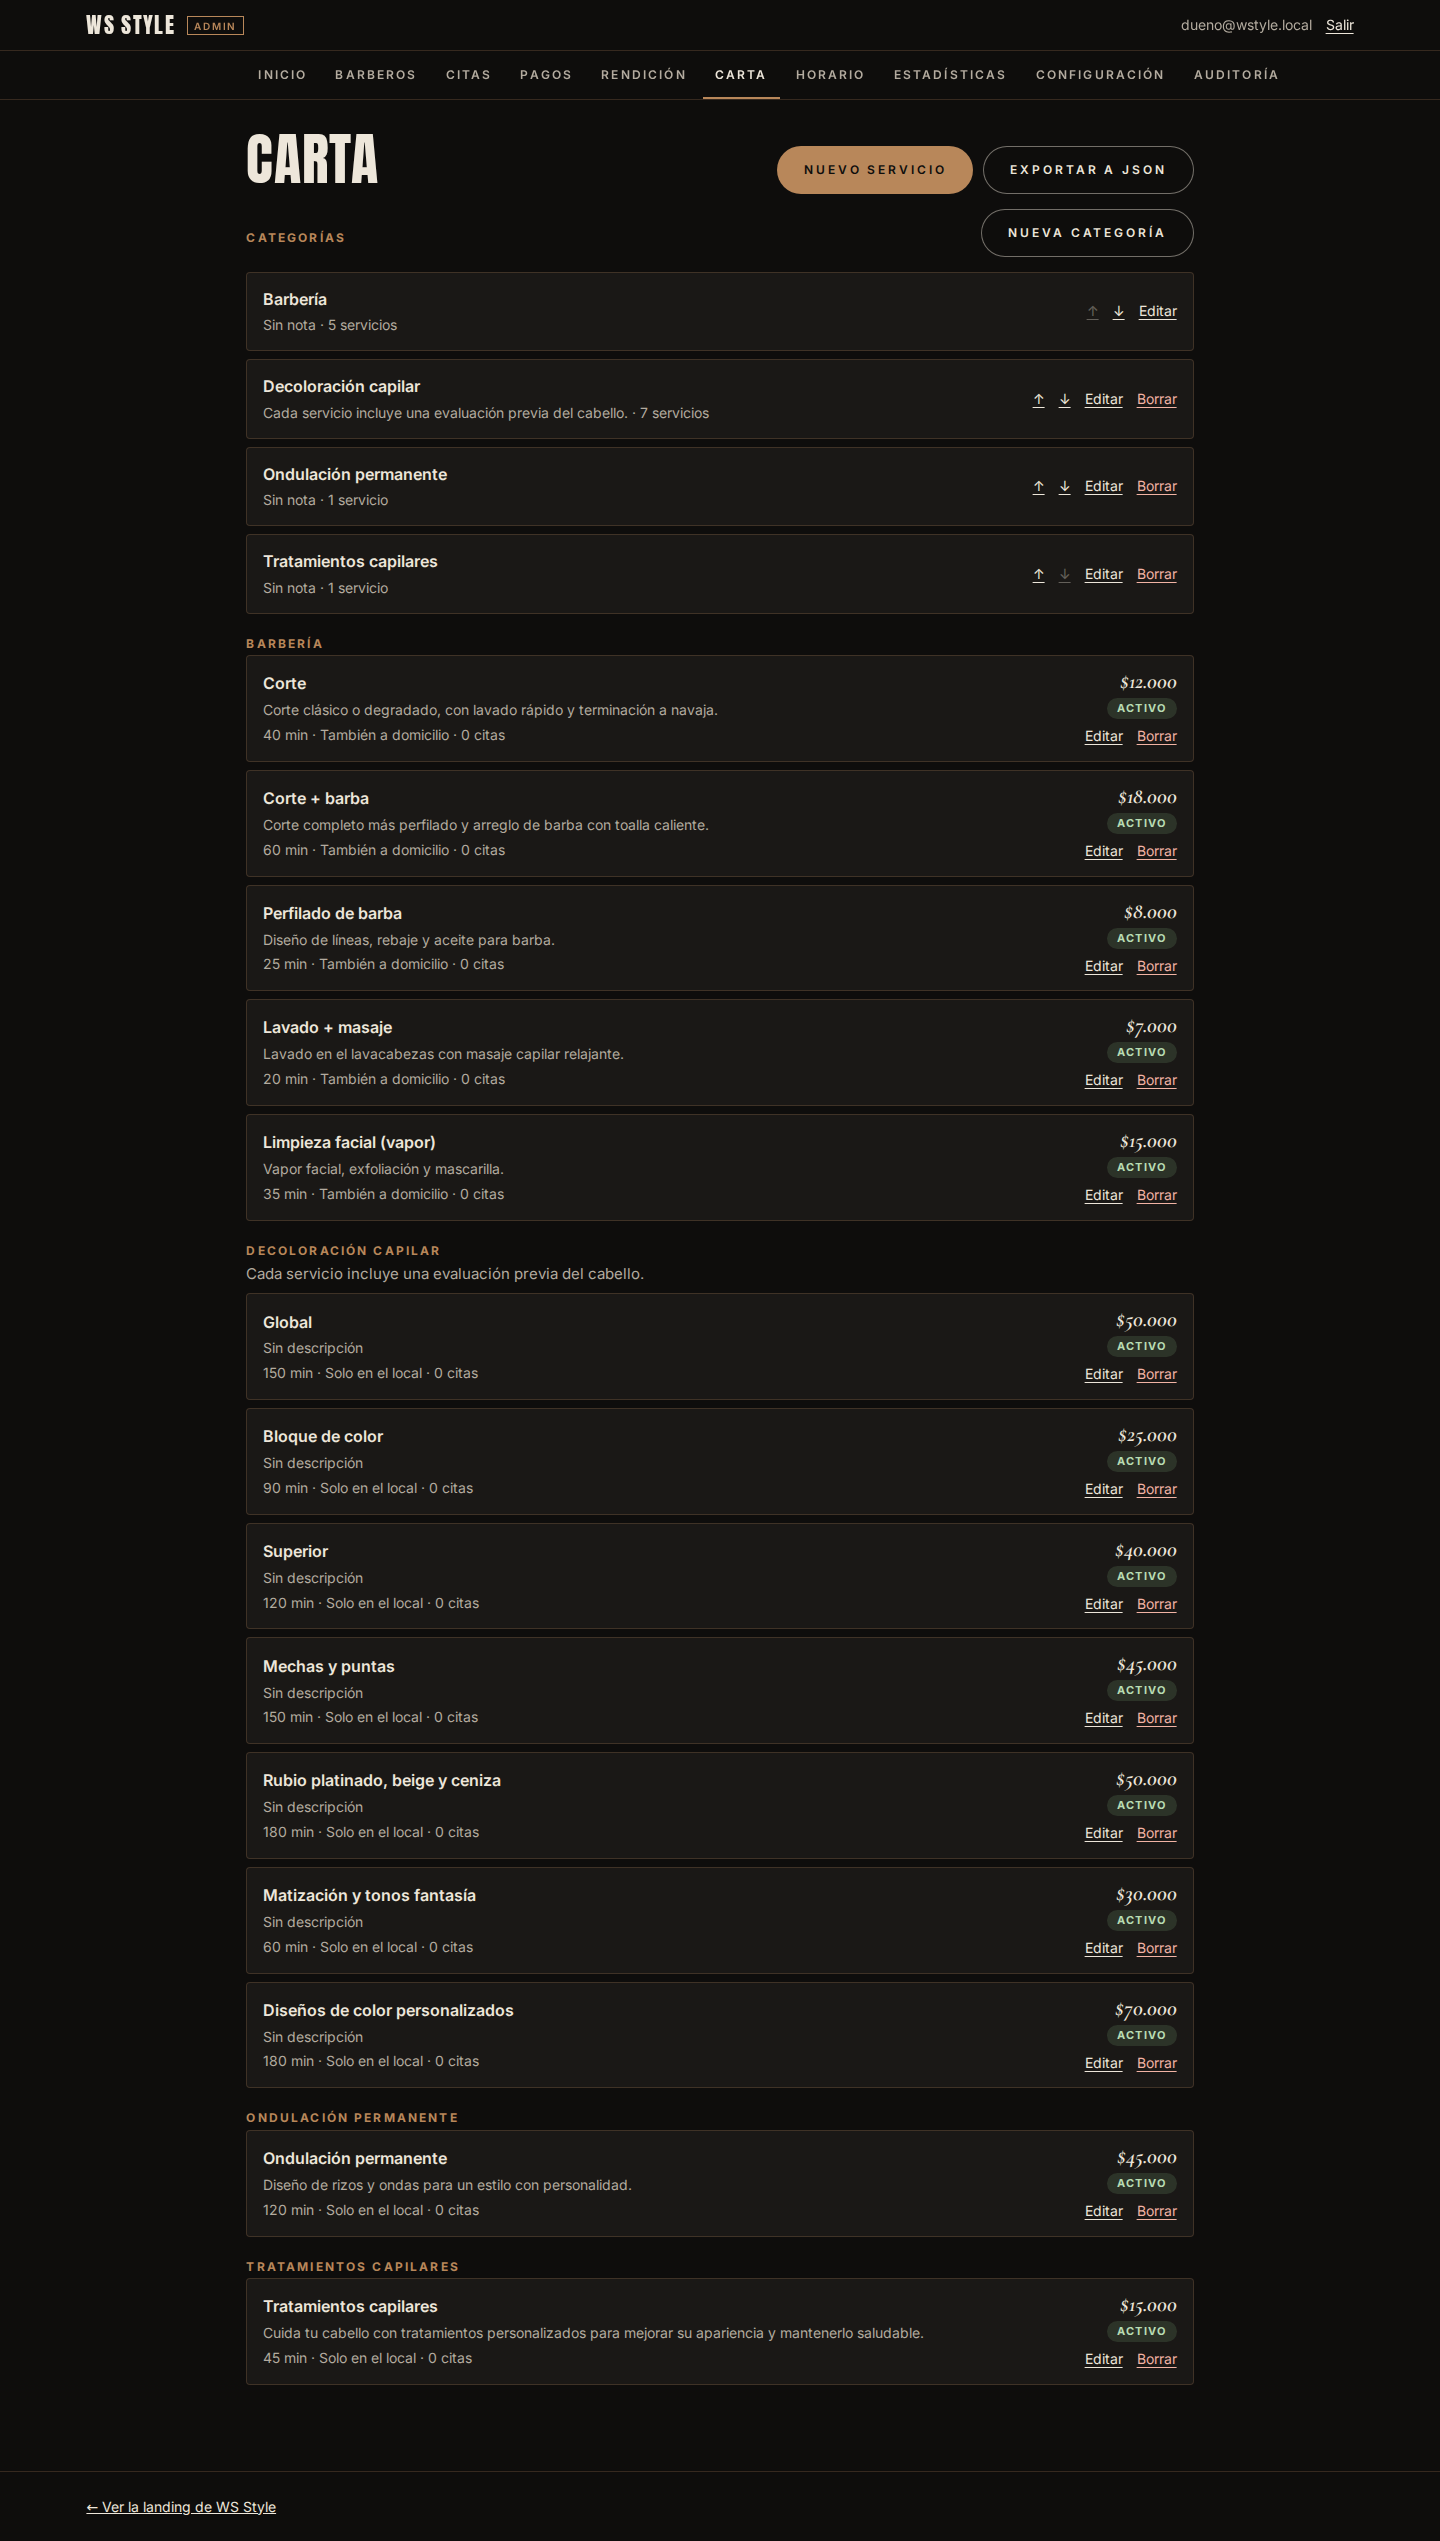 WS STYLE ADMIN dueno@wstyle.local Salir
INICIO BARBEROS CITAS PAGOS RENDICIÓN CARTA HORARIO ESTADÍSTICAS CONFIGURACIÓN AUDITORÍA
CARTA
NUEVO SERVICIO EXPORTAR A JSON
CATEGORÍAS NUEVA CATEGORÍA
Barbería
Sin nota · 5 servicios
↑ ↓ Editar
Decoloración capilar
Cada servicio incluye una evaluación previa del cabello. · 7 servicios
↑ ↓ Editar Borrar
Ondulación permanente
Sin nota · 1 servicio
↑ ↓ Editar Borrar
Tratamientos capilares
Sin nota · 1 servicio
↑ ↓ Editar Borrar
BARBERÍA
Corte $12.000
Corte clásico o degradado, con lavado rápido y terminación a navaja. ACTIVO
40 min · También a domicilio · 0 citas Editar Borrar
Corte + barba $18.000
Corte completo más perfilado y arreglo de barba con toalla caliente. ACTIVO
60 min · También a domicilio · 0 citas Editar Borrar
Perfilado de barba $8.000
Diseño de líneas, rebaje y aceite para barba. ACTIVO
25 min · También a domicilio · 0 citas Editar Borrar
Lavado + masaje $7.000
Lavado en el lavacabezas con masaje capilar relajante. ACTIVO
20 min · También a domicilio · 0 citas Editar Borrar
Limpieza facial (vapor) $15.000
Vapor facial, exfoliación y mascarilla. ACTIVO
35 min · También a domicilio · 0 citas Editar Borrar
DECOLORACIÓN CAPILAR
Cada servicio incluye una evaluación previa del cabello.
Global $50.000
Sin descripción ACTIVO
150 min · Solo en el local · 0 citas Editar Borrar
Bloque de color $25.000
Sin descripción ACTIVO
90 min · Solo en el local · 0 citas Editar Borrar
Superior $40.000
Sin descripción ACTIVO
120 min · Solo en el local · 0 citas Editar Borrar
Mechas y puntas $45.000
Sin descripción ACTIVO
150 min · Solo en el local · 0 citas Editar Borrar
Rubio platinado, beige y ceniza $50.000
Sin descripción ACTIVO
180 min · Solo en el local · 0 citas Editar Borrar
Matización y tonos fantasía $30.000
Sin descripción ACTIVO
60 min · Solo en el local · 0 citas Editar Borrar
Diseños de color personalizados $70.000
Sin descripción ACTIVO
180 min · Solo en el local · 0 citas Editar Borrar
ONDULACIÓN PERMANENTE
Ondulación permanente $45.000
Diseño de rizos y ondas para un estilo con personalidad. ACTIVO
120 min · Solo en el local · 0 citas Editar Borrar
TRATAMIENTOS CAPILARES
Tratamientos capilares $15.000
Cuida tu cabello con tratamientos personalizados para mejorar su apariencia y mantenerlo saludable. ACTIVO
45 min · Solo en el local · 0 citas Editar Borrar
← Ver la landing de WS Style